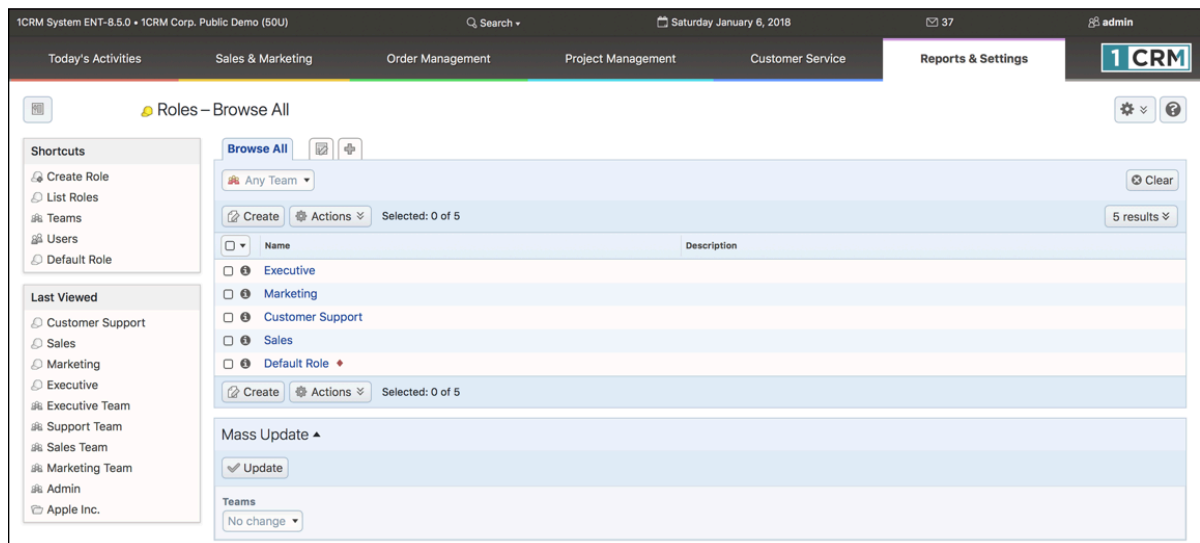 1CRM System ENT-8.5.0 • 1CRM Corp. Public Demo (50U)
Search
Saturday January 6, 2018
37
admin
Today's Activities
Sales & Marketing
Order Management
Project Management
Customer Service
Reports & Settings
1 CRM
Roles – Browse All
Shortcuts
Create Role
List Roles
Teams
Users
Default Role
Last Viewed
Customer Support
Sales
Marketing
Executive
Executive Team
Support Team
Sales Team
Marketing Team
Admin
Apple Inc.
Browse All
Any Team
Clear
Create
Actions
Selected: 0 of 5
5 results
Name
Description
Executive
Marketing
Customer Support
Sales
Default Role
Create
Actions
Selected: 0 of 5
Mass Update
Update
Teams
No change